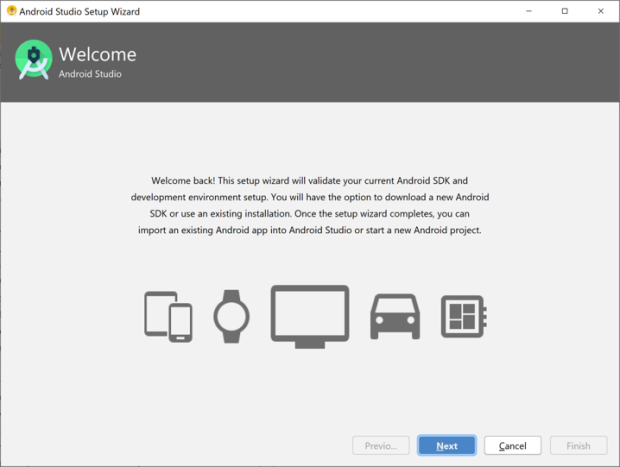 Android Studio Setup Wizard
Welcome
Android Studio
Welcome back! This setup wizard will validate your current Android SDK and
development environment setup. You will have the option to download a new Android
SDK or use an existing installation. Once the setup wizard completes, you can
import an existing Android app into Android Studio or start a new Android project.
Previo... Next Cancel Finish